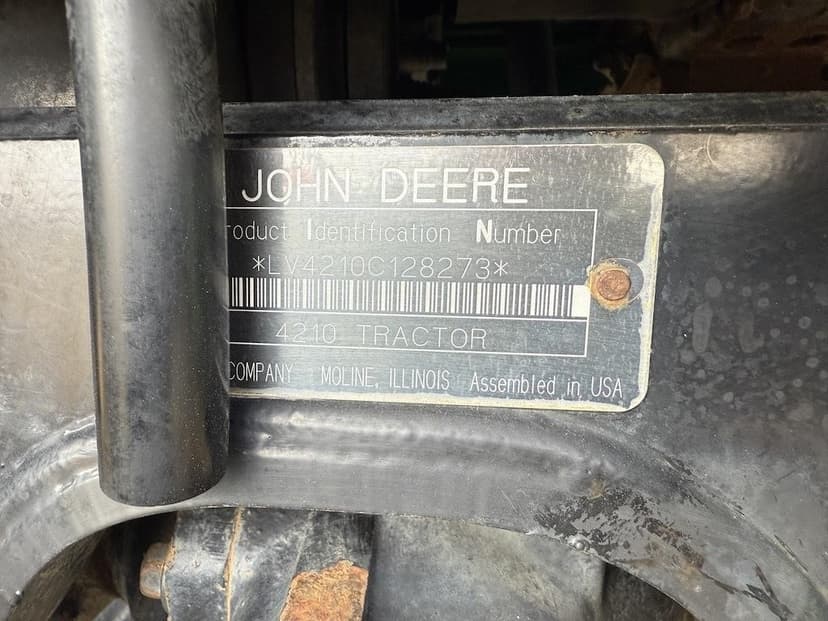 JOHN DEERE
roduct Identification Number
*LV4210C128273*
4210 TRACTOR
COMPANY MOLINE, ILLINOIS Assembled in USA